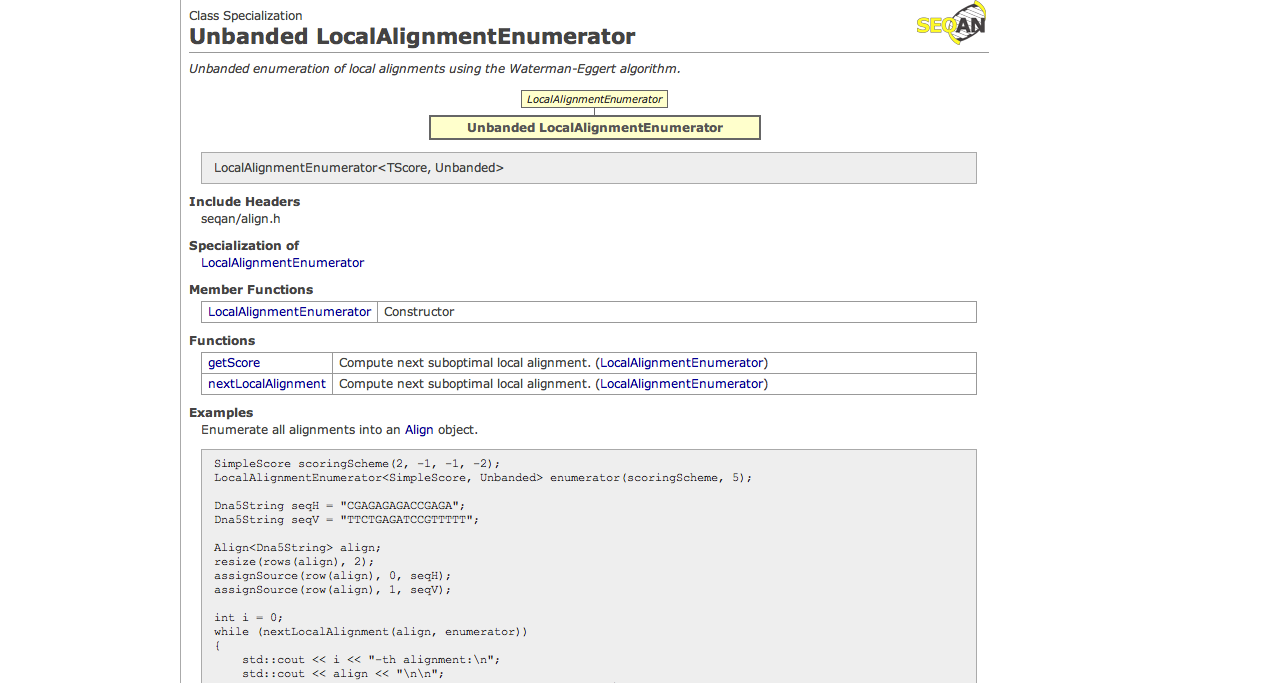 Class Specialization
SEQAN
Unbanded LocalAlignmentEnumerator
Unbanded enumeration of local alignments using the Waterman-Eggert algorithm.
LocalAlignmentEnumerator
Unbanded LocalAlignmentEnumerator
LocalAlignmentEnumerator<TScore, Unbanded>
Include Headers
seqan/align.h
Specialization of
LocalAlignmentEnumerator
Member Functions
LocalAlignmentEnumerator Constructor
Functions
getScore Compute next suboptimal local alignment. (LocalAlignmentEnumerator)
nextLocalAlignment Compute next suboptimal local alignment. (LocalAlignmentEnumerator)
Examples
Enumerate all alignments into an Align object.
SimpleScore scoringScheme(2, -1, -1, -2);
LocalAlignmentEnumerator<SimpleScore, Unbanded> enumerator(scoringScheme, 5);
Dna5String seqH = "CGAGAGAGACCGAGA";
Dna5String seqV = "TTCTGAGATCCGTTTTT";
Align<Dna5String> align;
resize(rows(align), 2);
assignSource(row(align), 0, seqH);
assignSource(row(align), 1, seqV);
int i = 0;
while (nextLocalAlignment(align, enumerator))
{
std::cout << i << "-th alignment:\n";
std::cout << align << "\n\n";